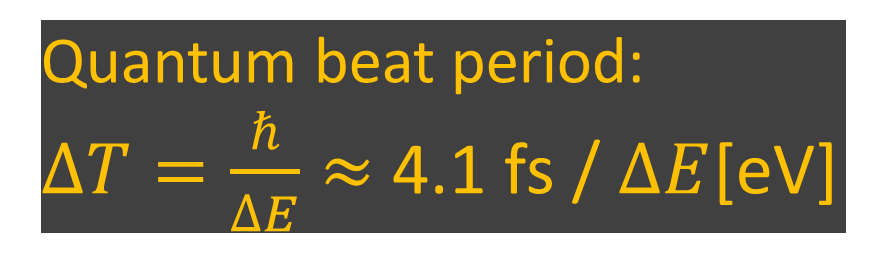 Quantum beat period:
ΔT = ℏ/ΔE ≈ 4.1 fs / ΔE[eV]